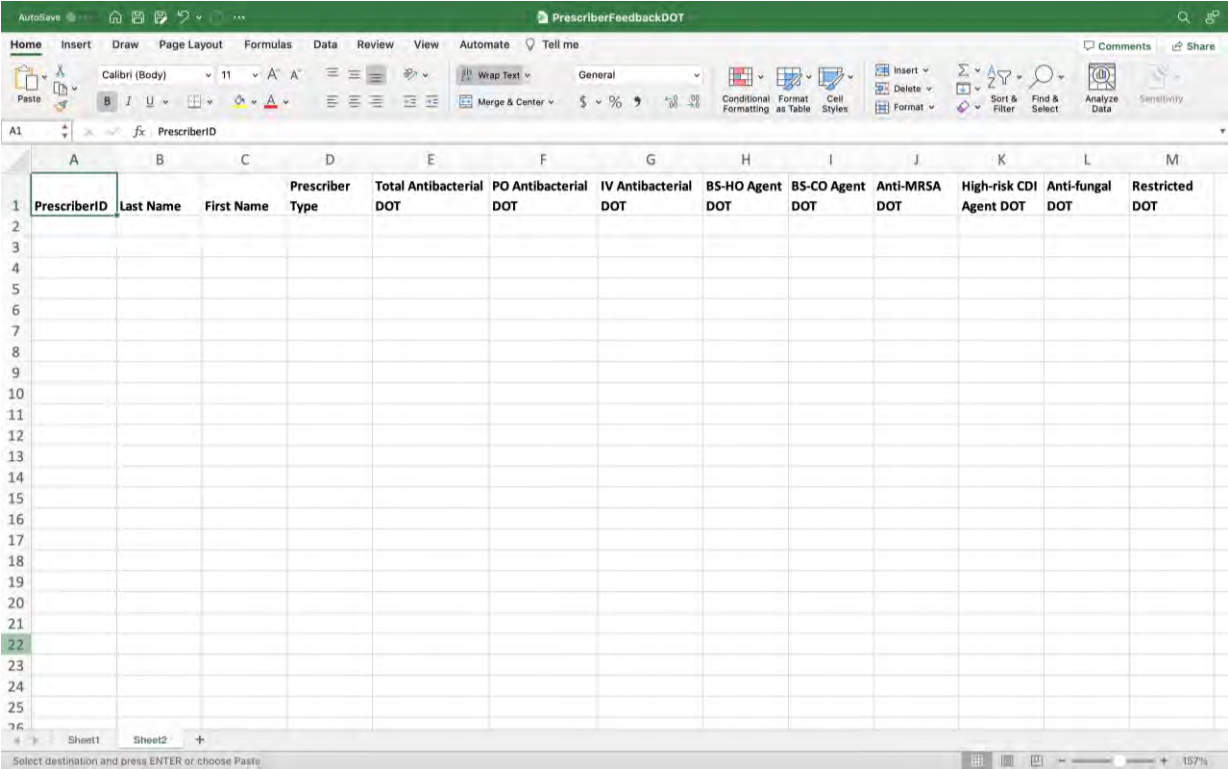 AutoSave
PrescriberFeedbackDOT
Home Insert Draw Page Layout Formulas Data Review View Automate Tell me Comments Share
Paste Calibri (Body) 11 A A Wrap Text General Conditional Formatting Format as Table Cell Styles Insert Delete Format Sort & Filter Find & Select Analyze Data Sensitivity
B I U A Merge & Center $ % 9
A1 fx PrescriberID
A B C D E F G H I J K L M
Prescriber Total Antibacterial PO Antibacterial IV Antibacterial BS-HO Agent BS-CO Agent Anti-MRSA High-risk CDI Anti-fungal Restricted
1 PrescriberID Last Name First Name Type DOT DOT DOT DOT DOT DOT Agent DOT DOT DOT
2
3
4
5
6
7
8
9
10
11
12
13
14
15
16
17
18
19
20
21
22
23
24
25
26
Sheet1 Sheet2 +
Select destination and press ENTER or choose Paste 157%